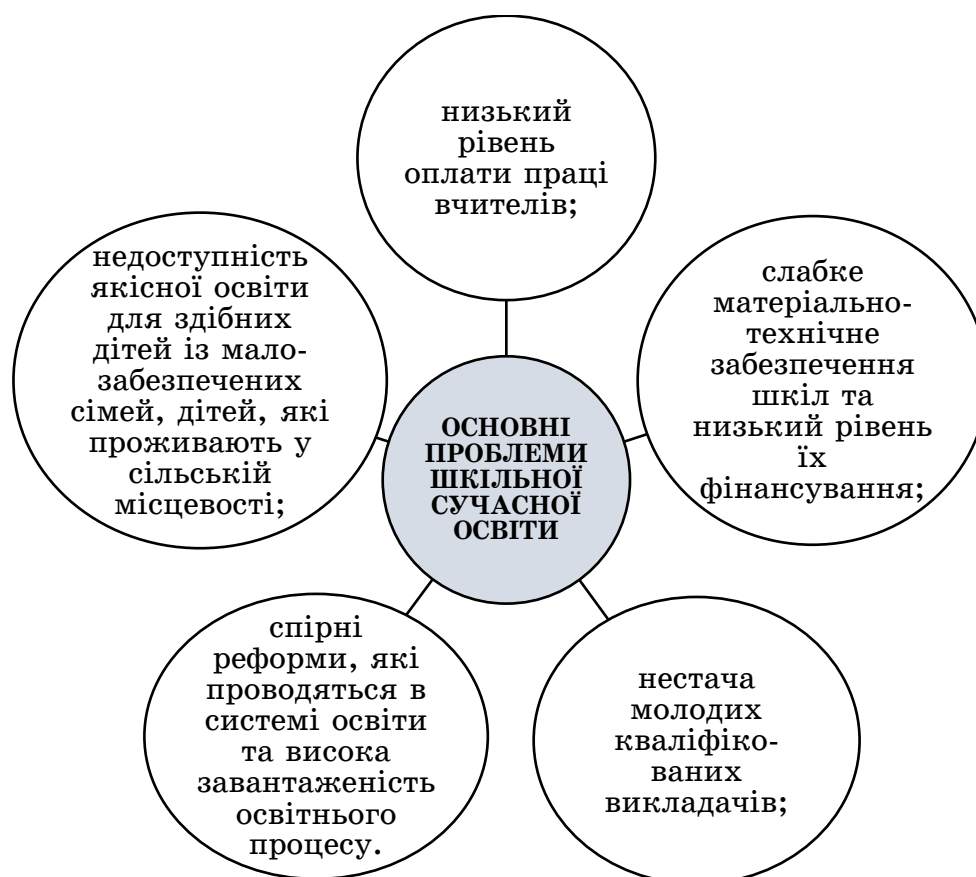 низький
рівень
оплати праці
вчителів;
слабке
матеріально-
технічне
забезпечення
шкіл та
низький рівень
їх
фінансування;
нестача
молодих
кваліфіко-
ваних
викладачів;
спірні
реформи, які
проводяться в
системі освіти
та висока
завантаженість
освітнього
процесу.
недоступність
якісної освіти
для здібних
дітей із мало-
забезпечених
сімей, дітей, які
проживають у
сільській
місцевості;
ОСНОВНІ
ПРОБЛЕМИ
ШКІЛЬНОЇ
СУЧАСНОЇ
ОСВІТИ